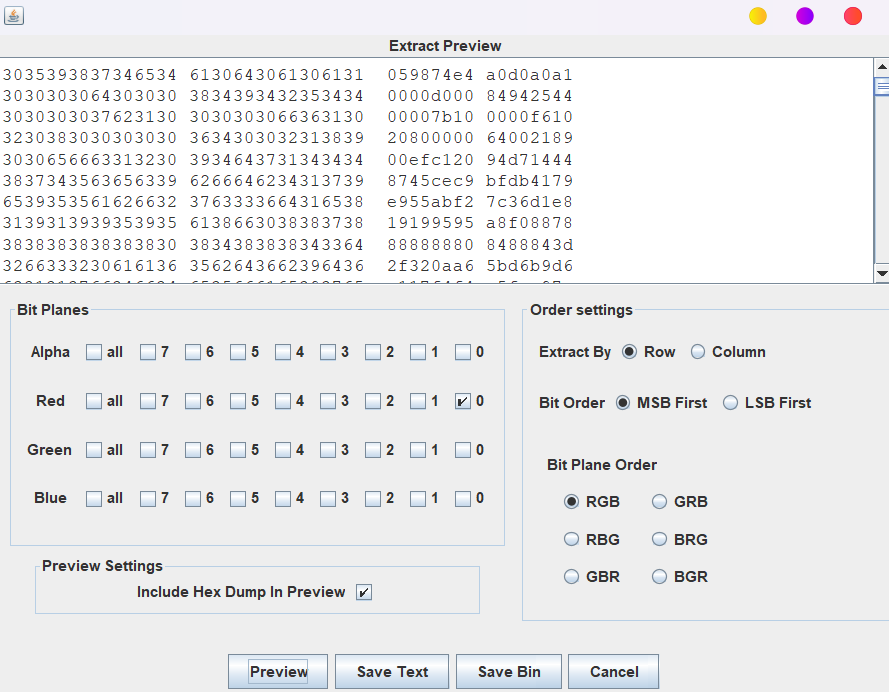 Extract Preview
3035393837346534 6130643061306131 059874e4 a0d0a0a1
3030303064303030 3834393432353434 0000d000 84942544
3030303037623130 3030303066363130 00007b10 0000f610
3230383030303030 3634303032313839 20800000 64002189
3030656663313230 3934643731343434 00efc120 94d71444
3837343563656339 6266646234313739 8745cec9 bfdb4179
6539353561626632 3763333664316538 e955abf2 7c36d1e8
3139313939353935 6138663038383738 19199595 a8f08878
3838383838383830 3834383838343364 88888880 8488843d
3266333230616136 3562643662396436 2f320aa6 5bd6b9d6
Bit Planes
Alpha all 7 6 5 4 3 2 1 0
Red all 7 6 5 4 3 2 1 0
Green all 7 6 5 4 3 2 1 0
Blue all 7 6 5 4 3 2 1 0
Preview Settings
Include Hex Dump In Preview
Order settings
Extract By Row Column
Bit Order MSB First LSB First
Bit Plane Order
RGB GRB
RBG BRG
GBR BGR
Preview Save Text Save Bin Cancel